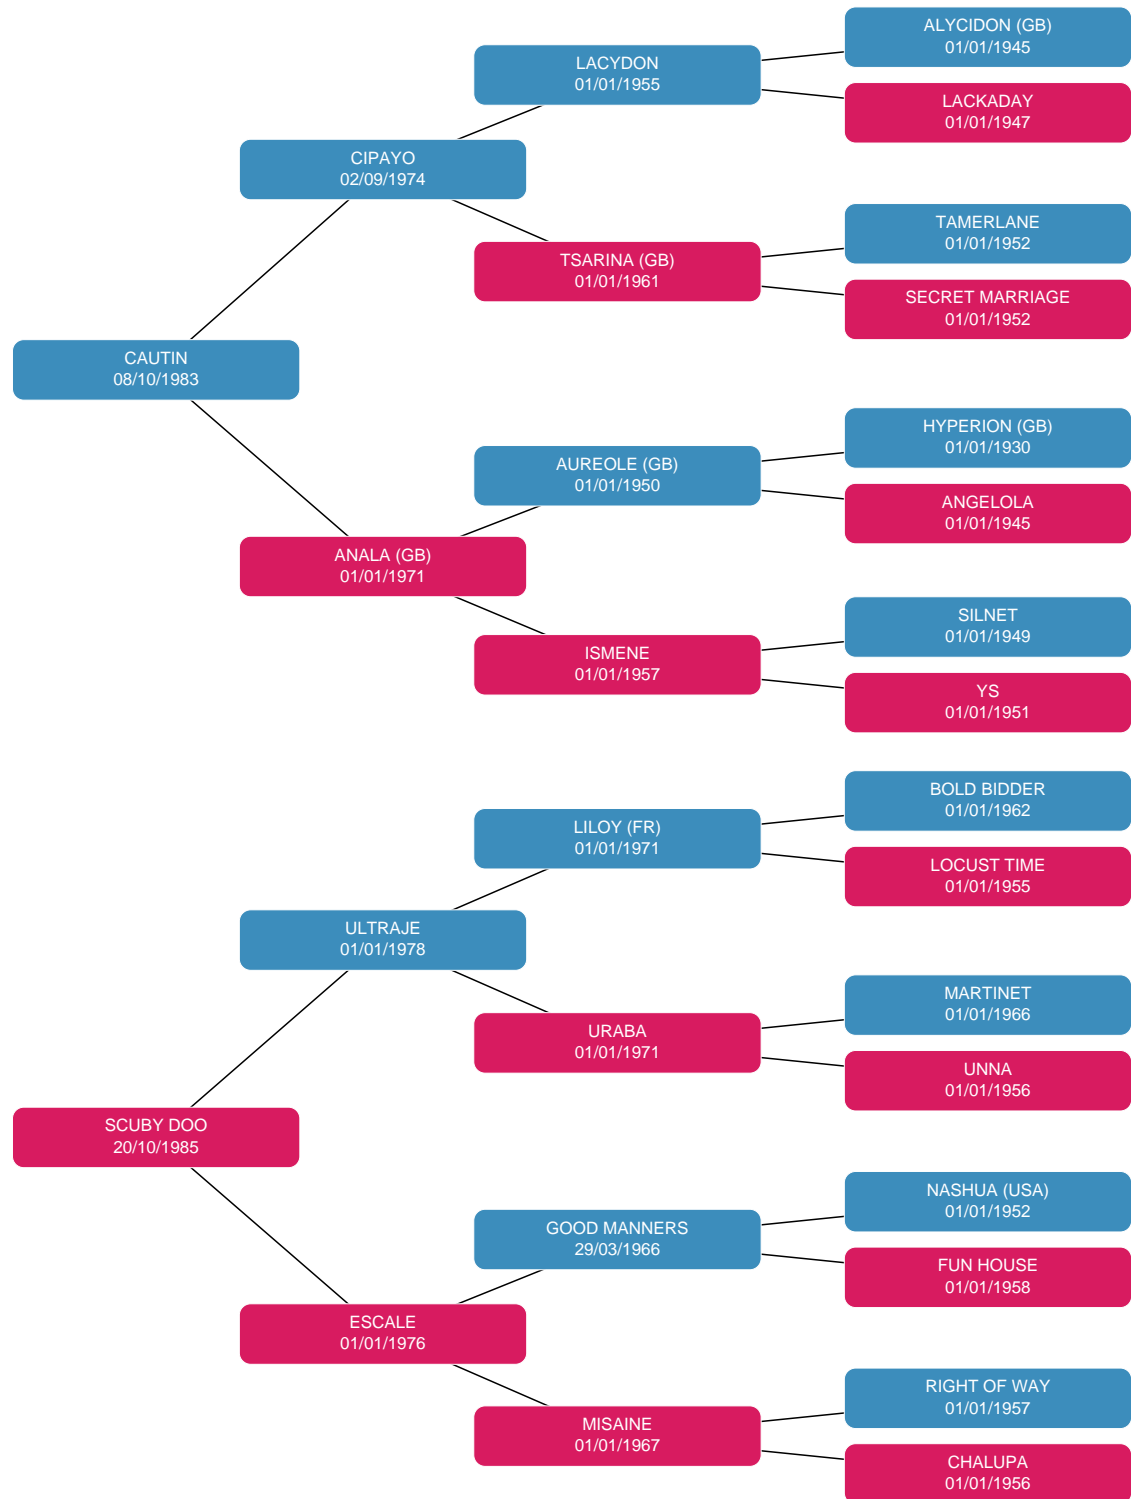 ALYCIDON (GB)
01/01/1945
LACYDON
01/01/1955
LACKADAY
01/01/1947
CIPAYO
02/09/1974
TAMERLANE
01/01/1952
TSARINA (GB)
01/01/1961
SECRET MARRIAGE
01/01/1952
CAUTIN
08/10/1983
HYPERION (GB)
01/01/1930
AUREOLE (GB)
01/01/1950
ANGELOLA
01/01/1945
ANALA (GB)
01/01/1971
SILNET
01/01/1949
ISMENE
01/01/1957
YS
01/01/1951
BOLD BIDDER
01/01/1962
LILOY (FR)
01/01/1971
LOCUST TIME
01/01/1955
ULTRAJE
01/01/1978
MARTINET
01/01/1966
URABA
01/01/1971
UNNA
01/01/1956
SCUBY DOO
20/10/1985
NASHUA (USA)
01/01/1952
GOOD MANNERS
29/03/1966
FUN HOUSE
01/01/1958
ESCALE
01/01/1976
RIGHT OF WAY
01/01/1957
MISAINE
01/01/1967
CHALUPA
01/01/1956